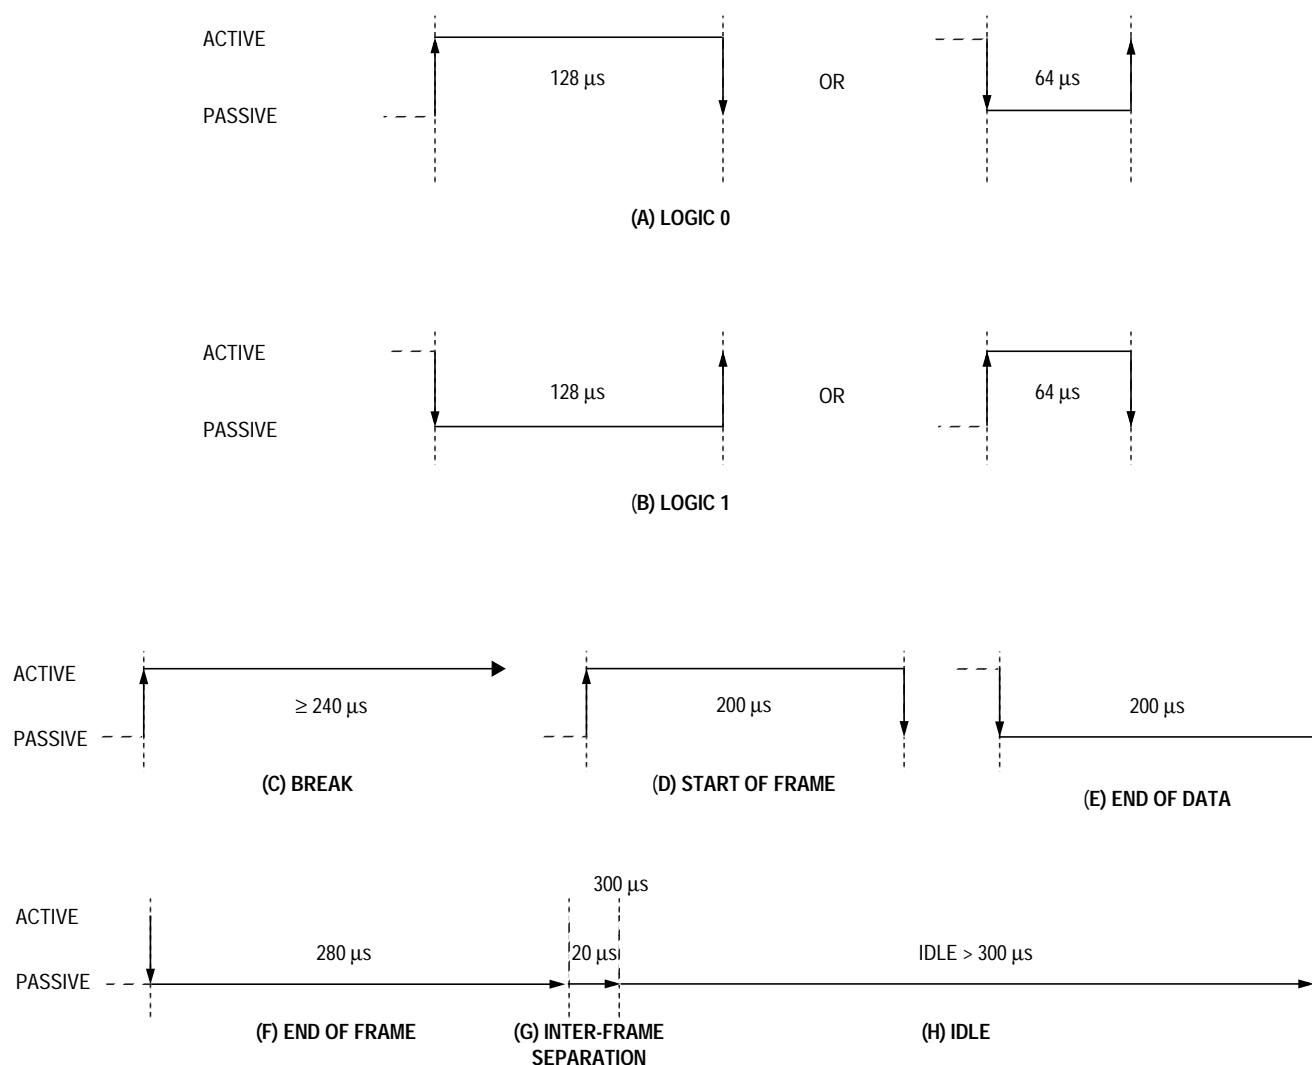 ACTIVE
128 μs
OR
64 μs
PASSIVE
(A) LOGIC 0
ACTIVE
128 μs
OR
64 μs
PASSIVE
(B) LOGIC 1
ACTIVE
≥ 240 μs
200 μs
200 μs
PASSIVE
(C) BREAK
(D) START OF FRAME
(E) END OF DATA
300 μs
ACTIVE
280 μs
20 μs
IDLE > 300 μs
PASSIVE
(F) END OF FRAME
(G) INTER-FRAME
SEPARATION
(H) IDLE